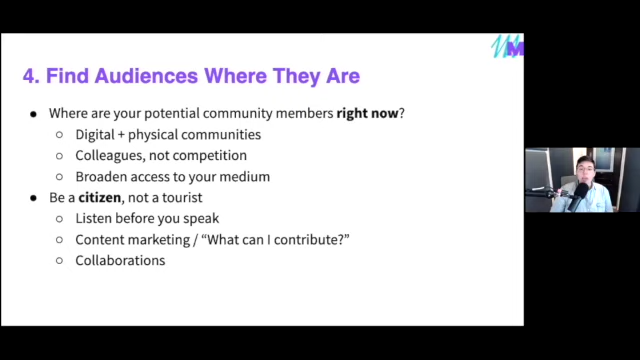 M
4. Find Audiences Where They Are
● Where are your potential community members right now?
○ Digital + physical communities
○ Colleagues, not competition
○ Broaden access to your medium
● Be a citizen, not a tourist
○ Listen before you speak
○ Content marketing / “What can I contribute?”
○ Collaborations